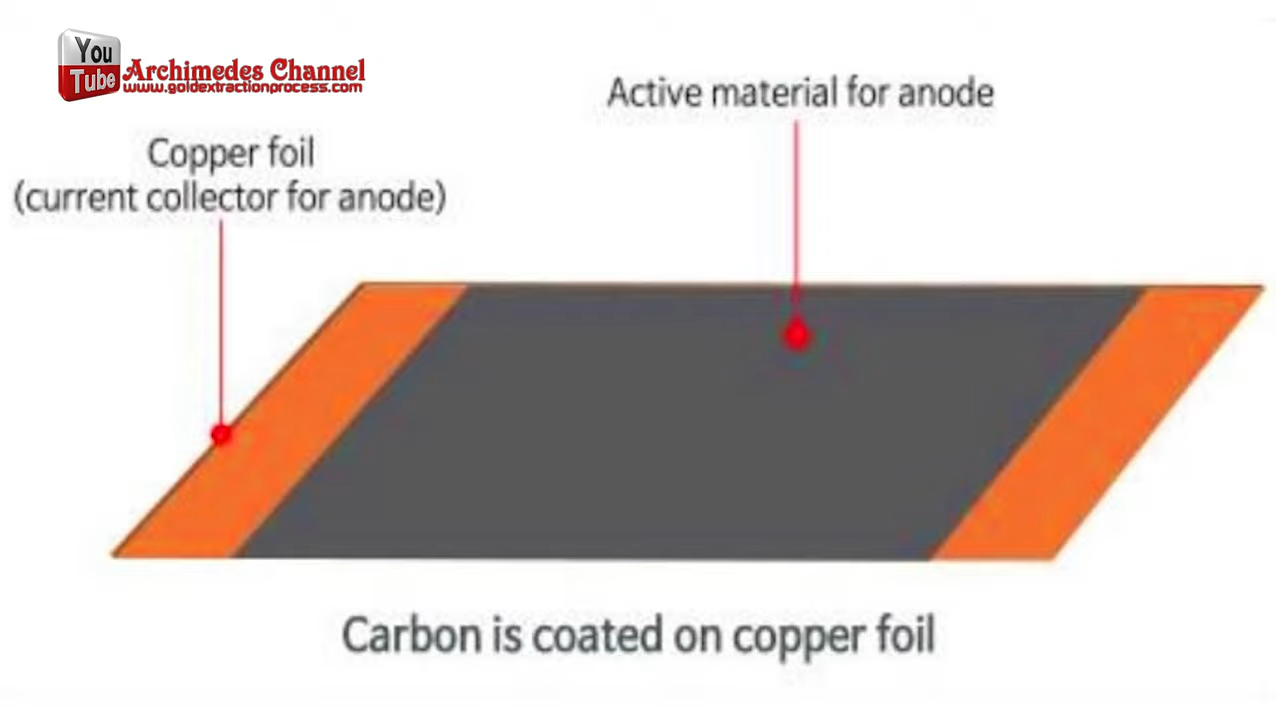 You
Tube
Archimedes Channel
www.goldextractionprocess.com
Active material for anode
Copper foil
(current collector for anode)
Carbon is coated on copper foil